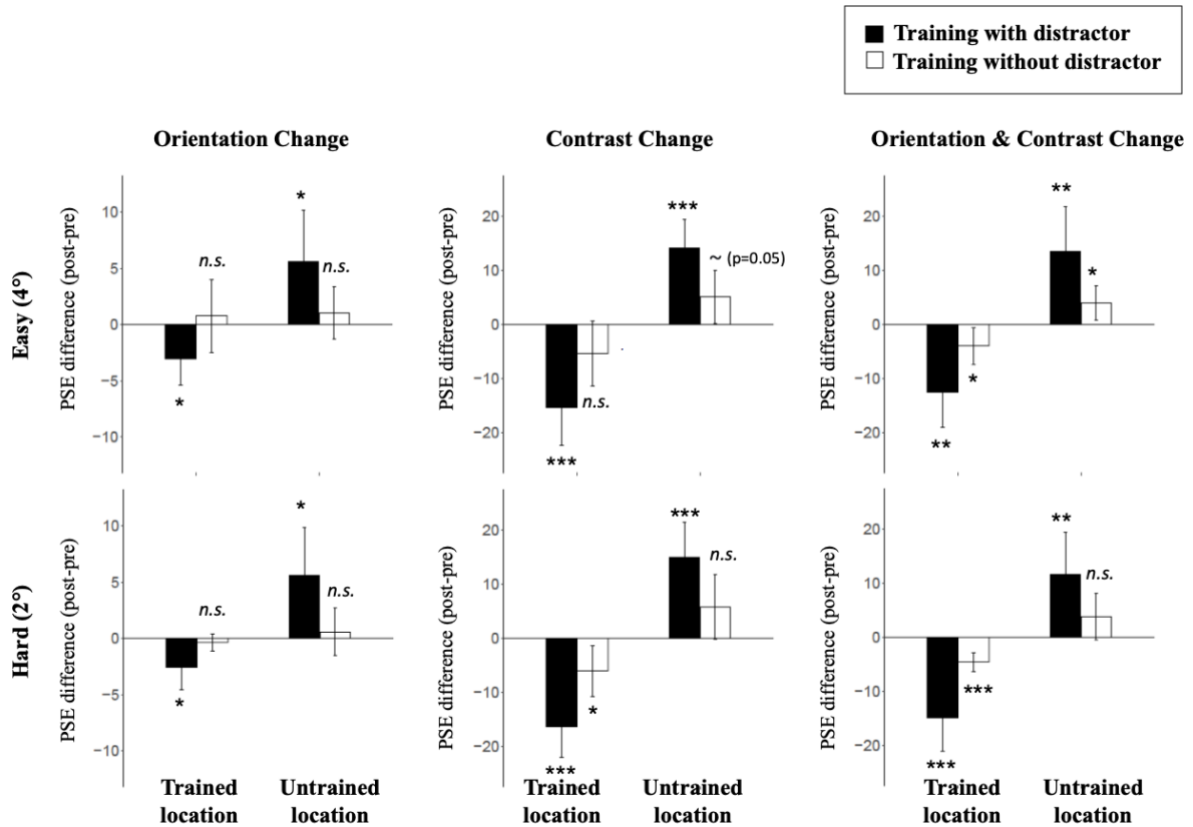 Training with distractor
Training without distractor
Orientation Change
Contrast Change
Orientation & Contrast Change
Easy (4°)
PSE difference (post-pre)
10
5
0
−5
−10
*
n.s.
*
n.s.
PSE difference (post-pre)
20
10
0
−10
−20
***
n.s.
***
~ (p=0.05)
PSE difference (post-pre)
20
10
0
−10
−20
**
*
**
*
Hard (2°)
PSE difference (post-pre)
10
5
0
−5
−10
*
n.s.
*
n.s.
Trained
location
Untrained
location
PSE difference (post-pre)
20
10
0
−10
−20
***
*
***
n.s.
Trained
location
Untrained
location
PSE difference (post-pre)
20
10
0
−10
−20
***
***
**
n.s.
Trained
location
Untrained
location